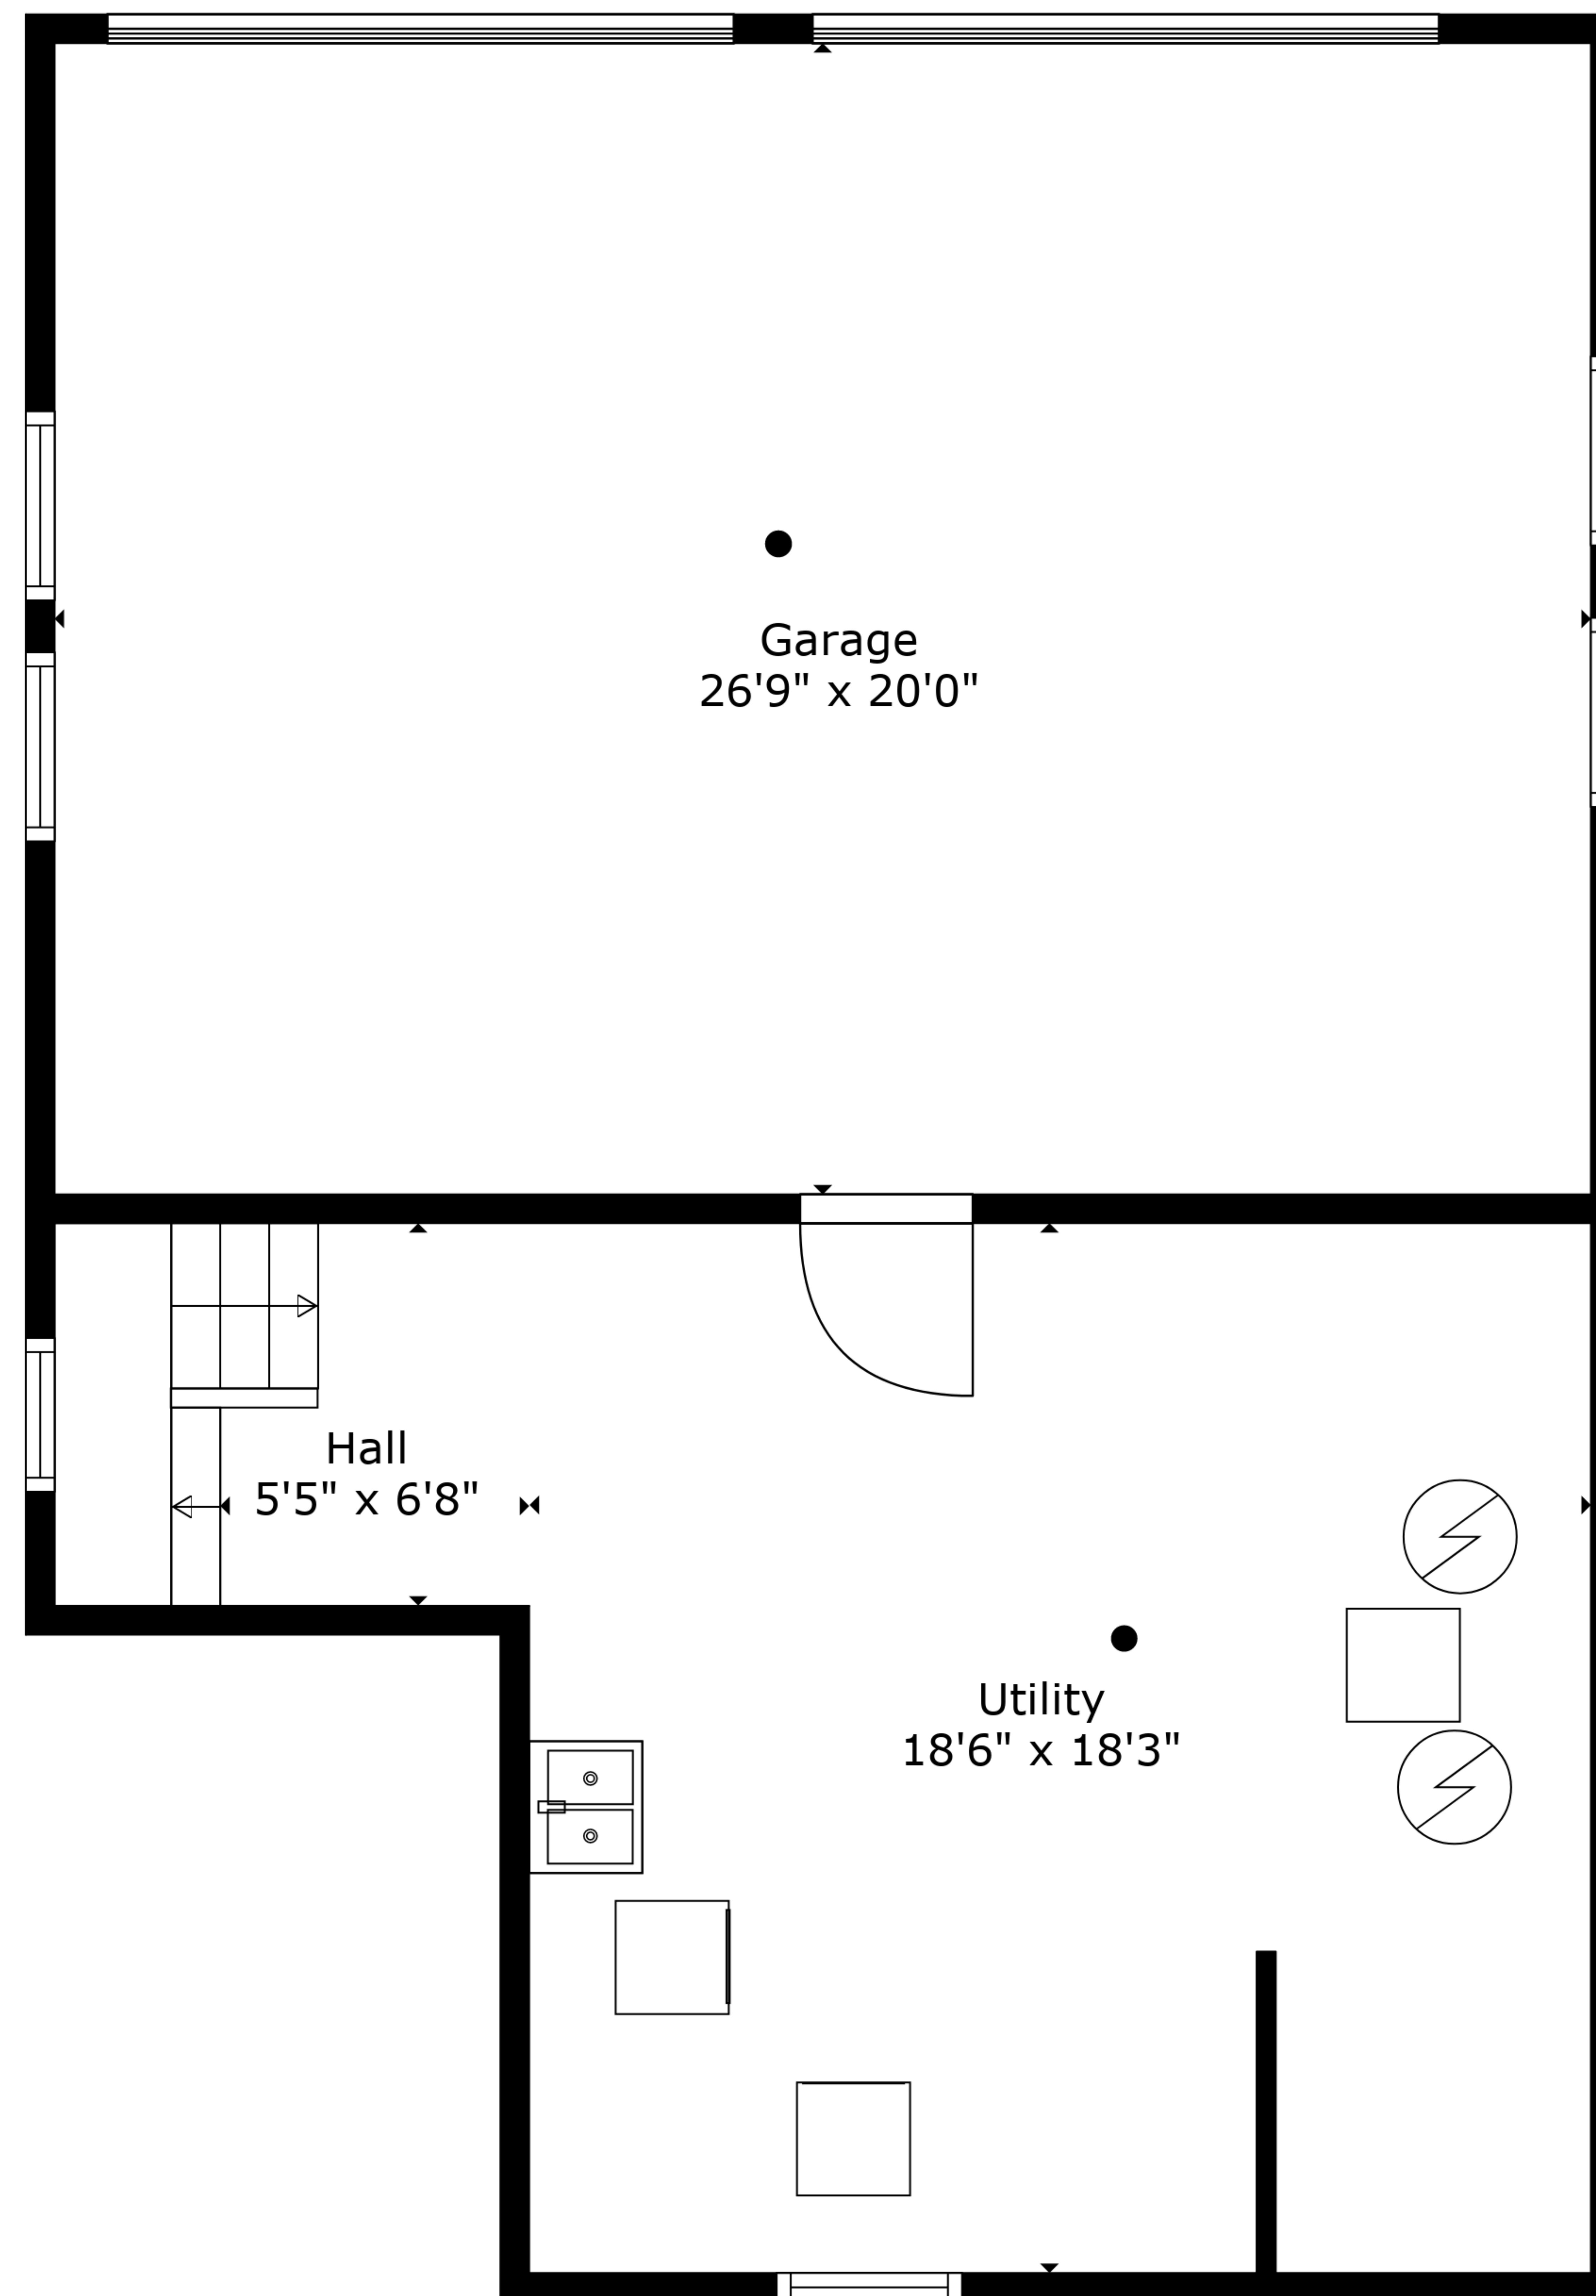 Garage
26'9" x 20'0"
Hall
5'5" x 6'8"
Utility
18'6" x 18'3"